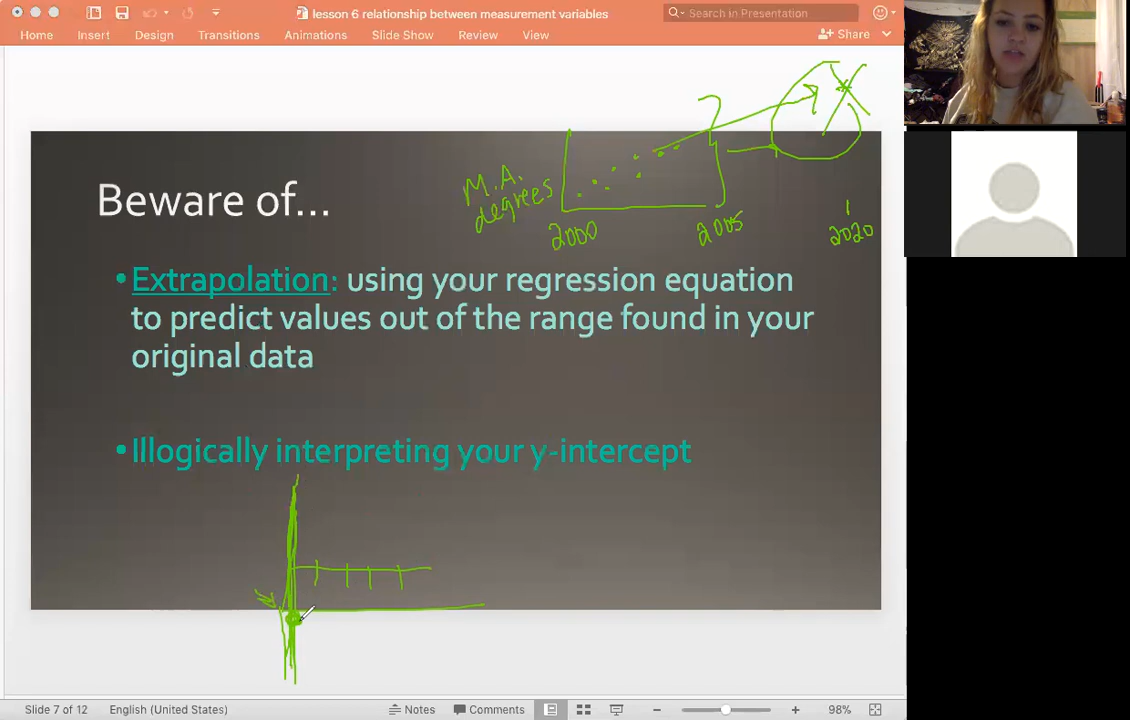 lesson 6 relationship between measurement variables
Search in Presentation
Home Insert Design Transitions Animations Slide Show Review View
Share
M.A.
degrees
2000 2005 2020
Beware of...
•Extrapolation: using your regression equation
to predict values out of the range found in your
original data
•Illogically interpreting your y-intercept
Slide 7 of 12 English (United States) Notes Comments 98%